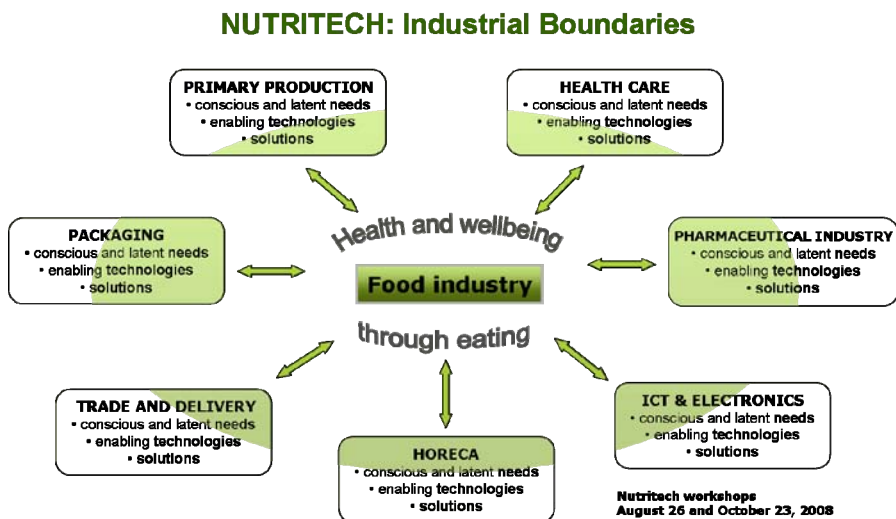 NUTRITECH: Industrial Boundaries
PRIMARY PRODUCTION
• conscious and latent needs
• enabling technologies
• solutions
HEALTH CARE
• conscious and latent needs
• enabling technologies
• solutions
PACKAGING
• conscious and latent needs
• enabling technologies
• solutions
Health and wellbeing
Food industry
through eating
PHARMACEUTICAL INDUSTRY
• conscious and latent needs
• enabling technologies
• solutions
TRADE AND DELIVERY
• conscious and latent needs
• enabling technologies
• solutions
HORECA
• conscious and latent needs
• enabling technologies
• solutions
ICT & ELECTRONICS
• conscious and latent needs
• enabling technologies
• solutions
Nutritech workshops
August 26 and October 23, 2008